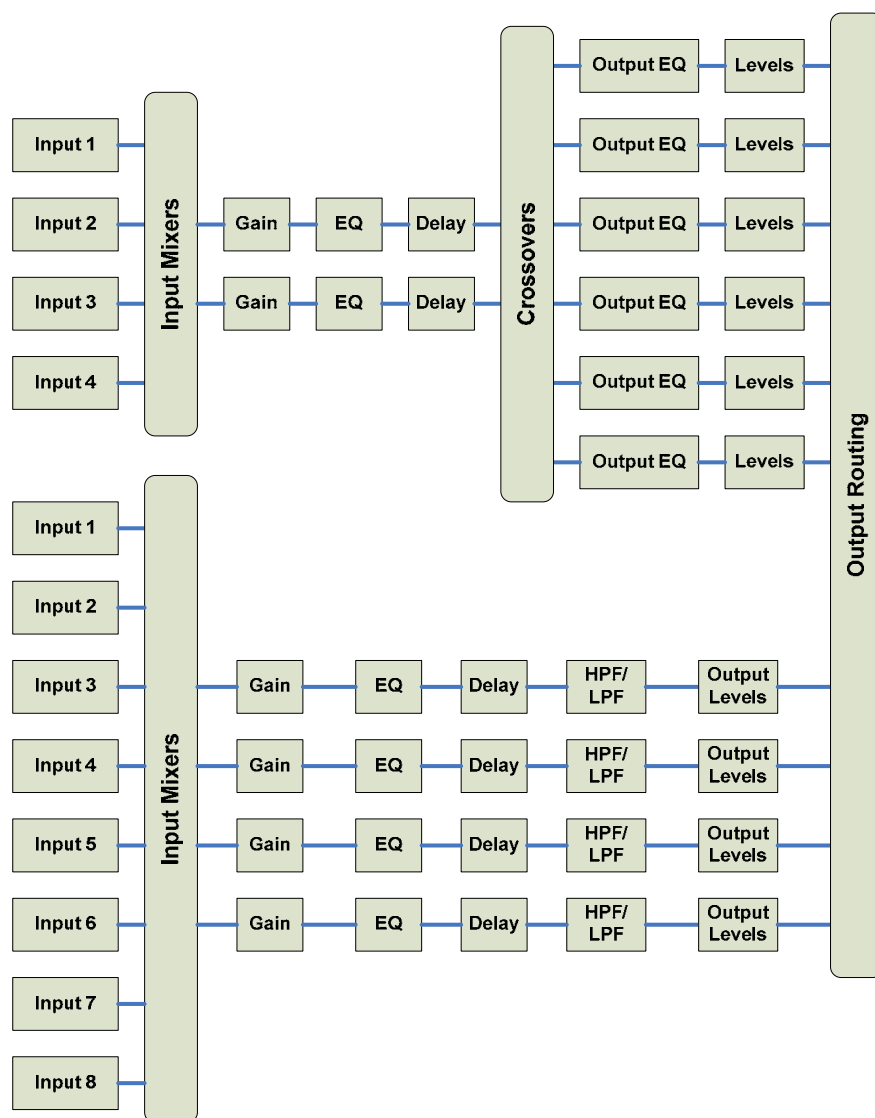 Output EQ Levels
Input 1
Output EQ Levels
Input 2
Gain EQ Delay
Output EQ Levels
Input Mixers
Crossovers
Input 3
Gain EQ Delay
Output EQ Levels
Input 4
Output EQ Levels
Output EQ Levels
Output Routing
Input 1
Input 2
Input 3
Gain EQ Delay
HPF/
LPF
Output
Levels
Input 4
Gain EQ Delay
HPF/
LPF
Output
Levels
Input Mixers
Input 5
Gain EQ Delay
HPF/
LPF
Output
Levels
Input 6
Gain EQ Delay
HPF/
LPF
Output
Levels
Input 7
Input 8